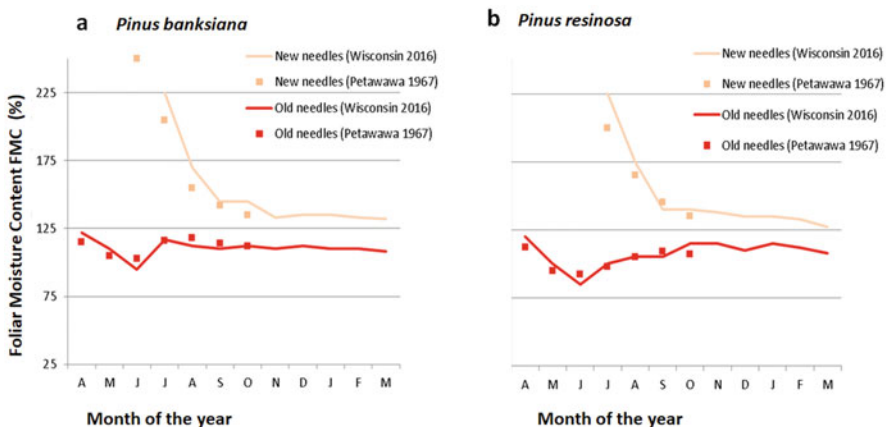 a Pinus banksiana
New needles (Wisconsin 2016)
New needles (Petawawa 1967)
Old needles (Wisconsin 2016)
Old needles (Petawawa 1967)
Foliar Moisture Content FMC (%)
225
175
125
75
25
A M J J A S O N D J F M
Month of the year
b Pinus resinosa
New needles (Wisconsin 2016)
New needles (Petawawa 1967)
Old needles (Wisconsin 2016)
Old needles (Petawawa 1967)
A M J J A S O N D J F M
Month of the year